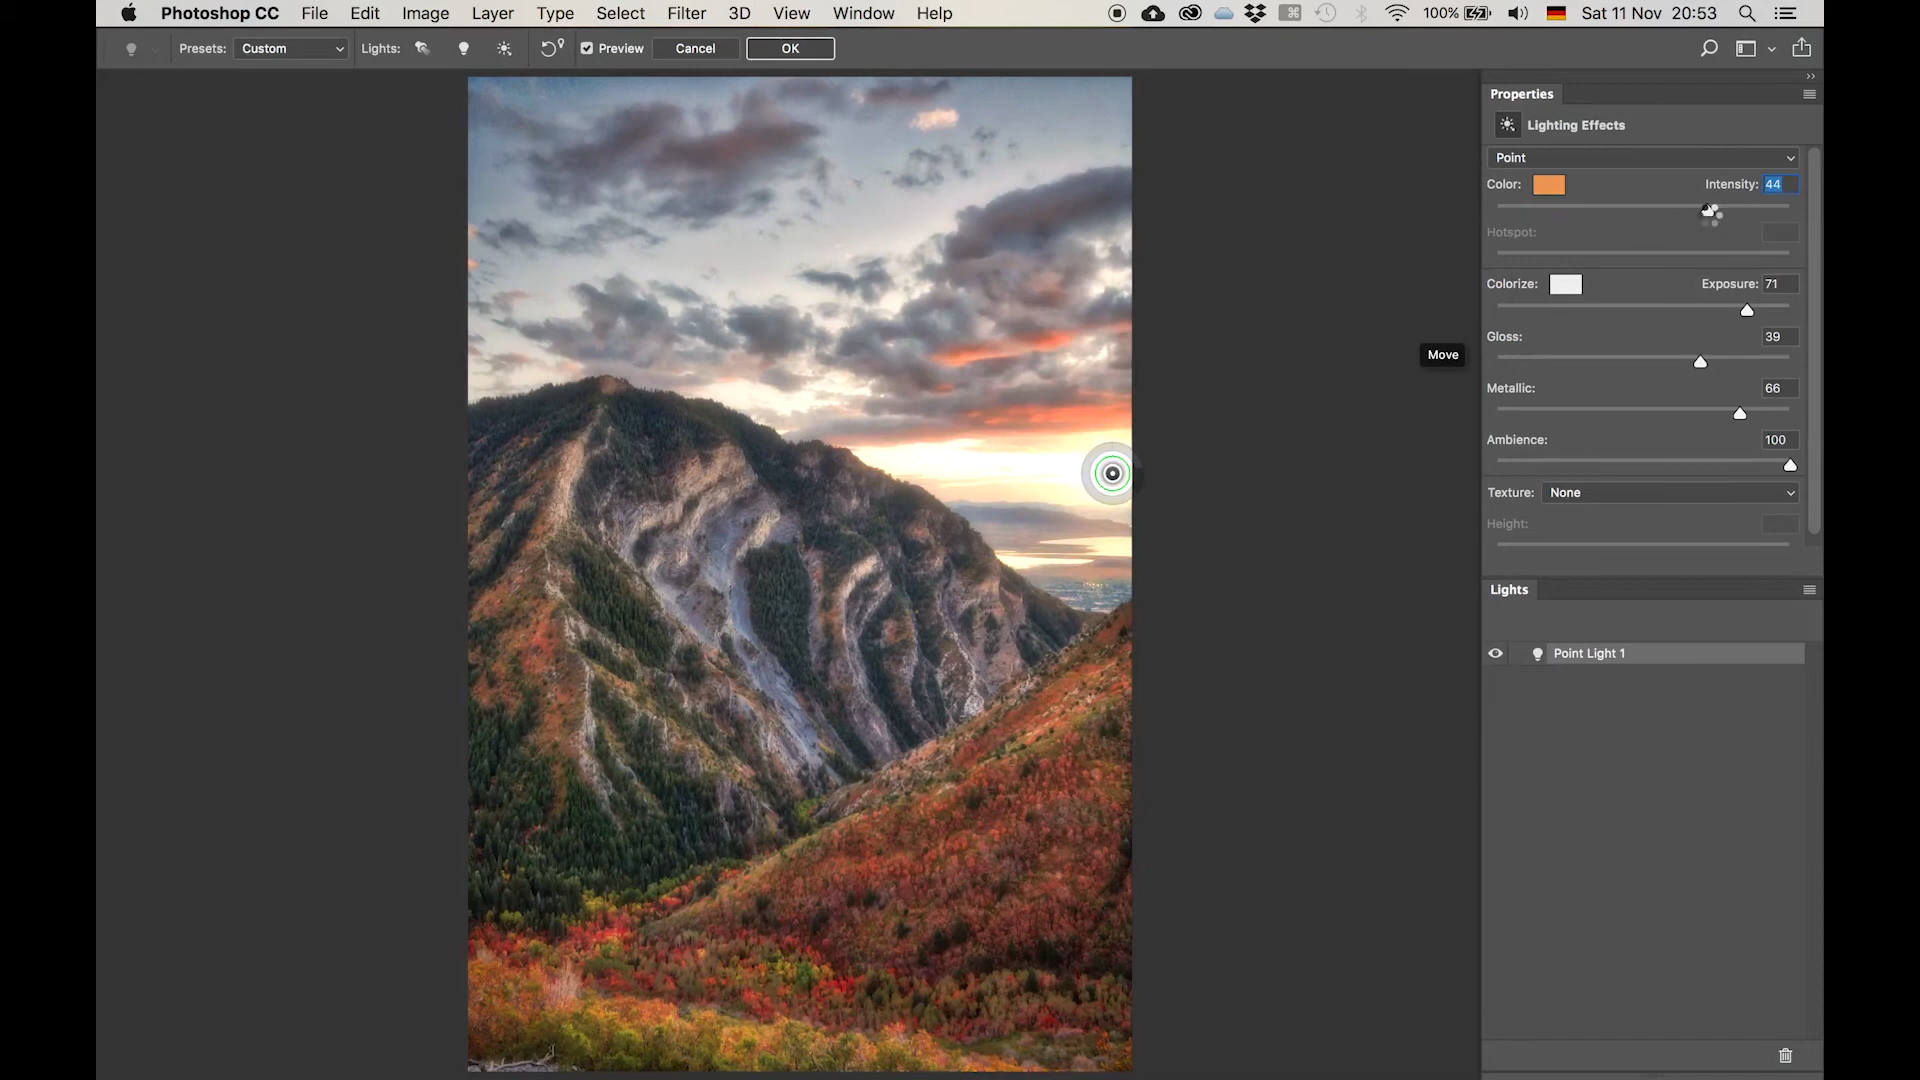 Photoshop CC File Edit Image Layer Type Select Filter 3D View Window Help 100% Sat 11 Nov 20:53
Presets: Custom Lights: Preview Cancel OK
Properties
Lighting Effects
Point
Color: Intensity: 44
Hotspot:
Colorize: Exposure: 71
Gloss: 39
Move
Metallic: 66
Ambience: 100
Texture: None
Height:
Lights
Point Light 1